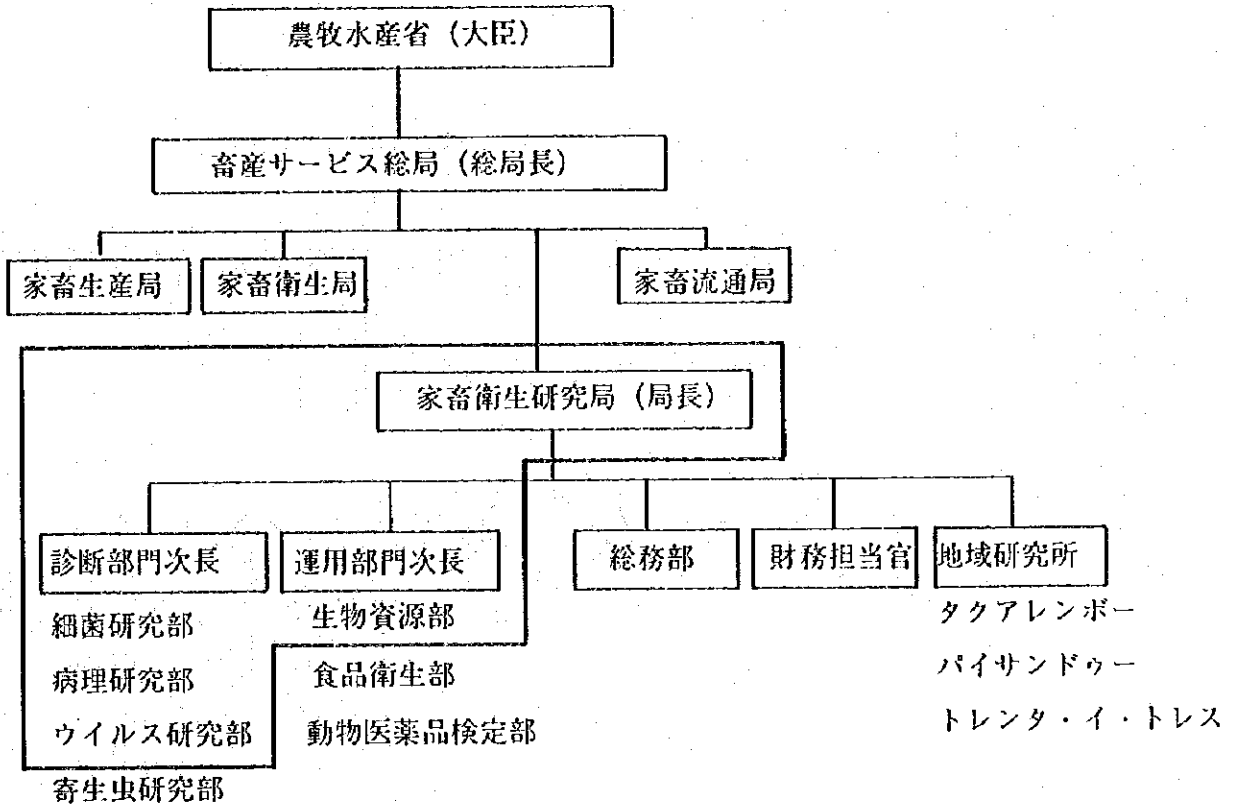 農牧水産省（大臣）
畜産サービス総局（総局長）
家畜生産局
家畜衛生局
家畜流通局
家畜衛生研究局（局長）
診断部門次長
運用部門次長
総務部
財務担当官
地域研究所
細菌研究部
病理研究部
ウイルス研究部
寄生虫研究部
生物資源部
食品衛生部
動物医薬品検定部
タクアレンボー
パイサンドゥー
トレンタ・イ・トレス